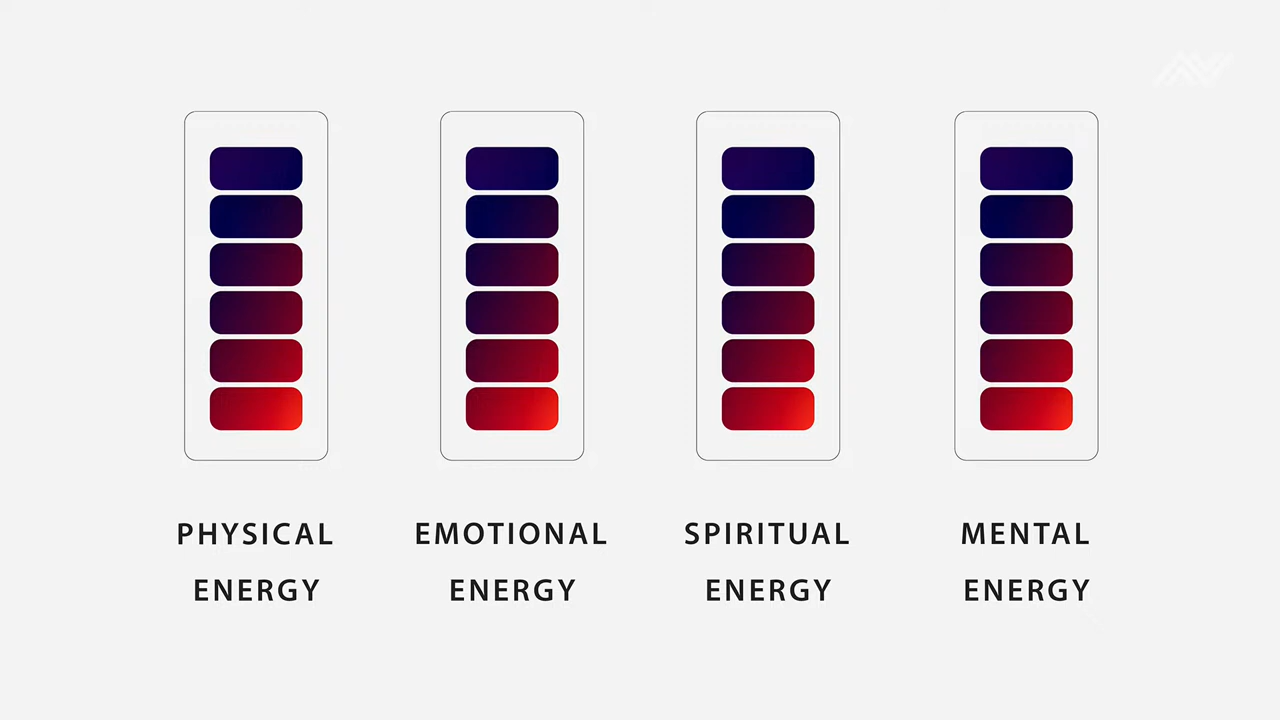 PHYSICAL ENERGY
EMOTIONAL ENERGY
SPIRITUAL ENERGY
MENTAL ENERGY